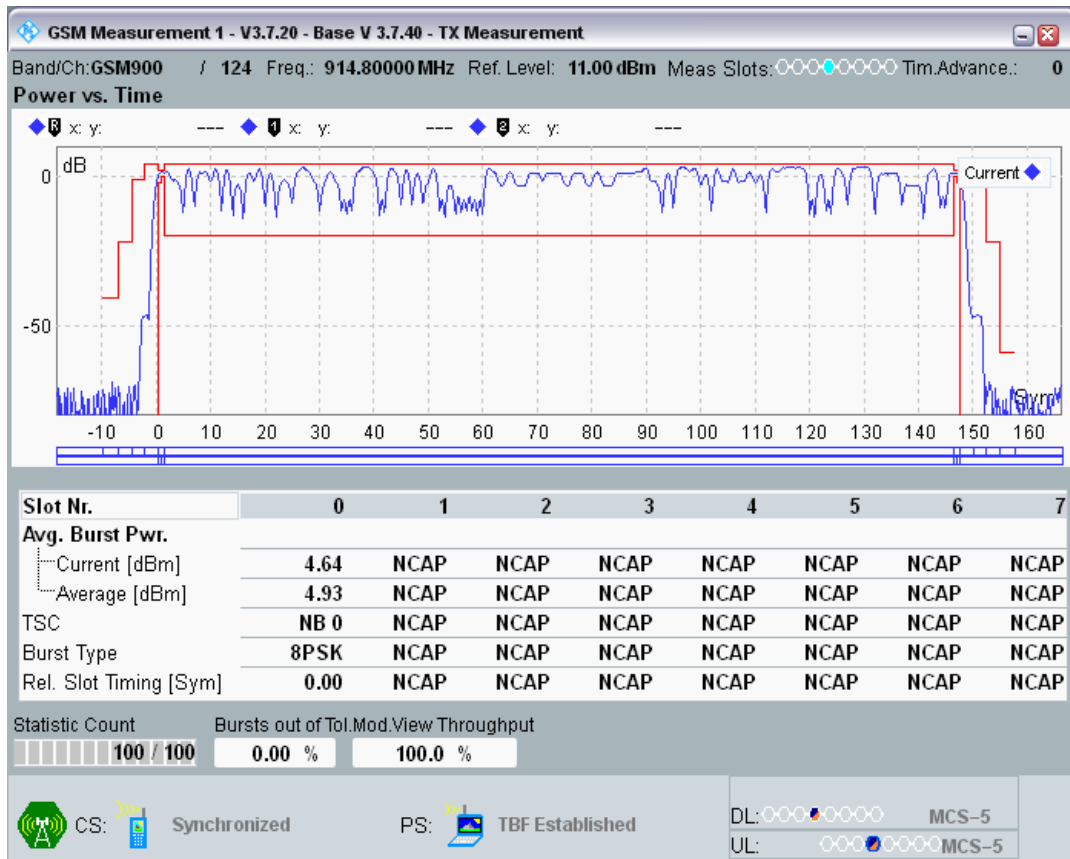 GSM Measurement 1 - V3.7.20 - Base V 3.7.40 - TX Measurement
Band/Ch:GSM900 / 124 Freq.: 914.80000 MHz Ref. Level: 11.00 dBm Meas Slots: Tim.Advance.: 0
Power vs. Time
R x: y: --- 1 x: y: --- 2 x: y: ---
dB
0
Current
-50
Sym
-10 0 10 20 30 40 50 60 70 80 90 100 110 120 130 140 150 160
Slot Nr. 0 1 2 3 4 5 6 7
Avg. Burst Pwr.
Current [dBm] 4.64 NCAP NCAP NCAP NCAP NCAP NCAP NCAP
Average [dBm] 4.93 NCAP NCAP NCAP NCAP NCAP NCAP NCAP
TSC NB 0 NCAP NCAP NCAP NCAP NCAP NCAP NCAP
Burst Type 8PSK NCAP NCAP NCAP NCAP NCAP NCAP NCAP
Rel. Slot Timing [Sym] 0.00 NCAP NCAP NCAP NCAP NCAP NCAP NCAP
Statistic Count Bursts out of Tol.Mod.View Throughput
100 / 100 0.00 % 100.0 %
CS: Synchronized PS: TBF Established
DL: MCS-5
UL: MCS-5